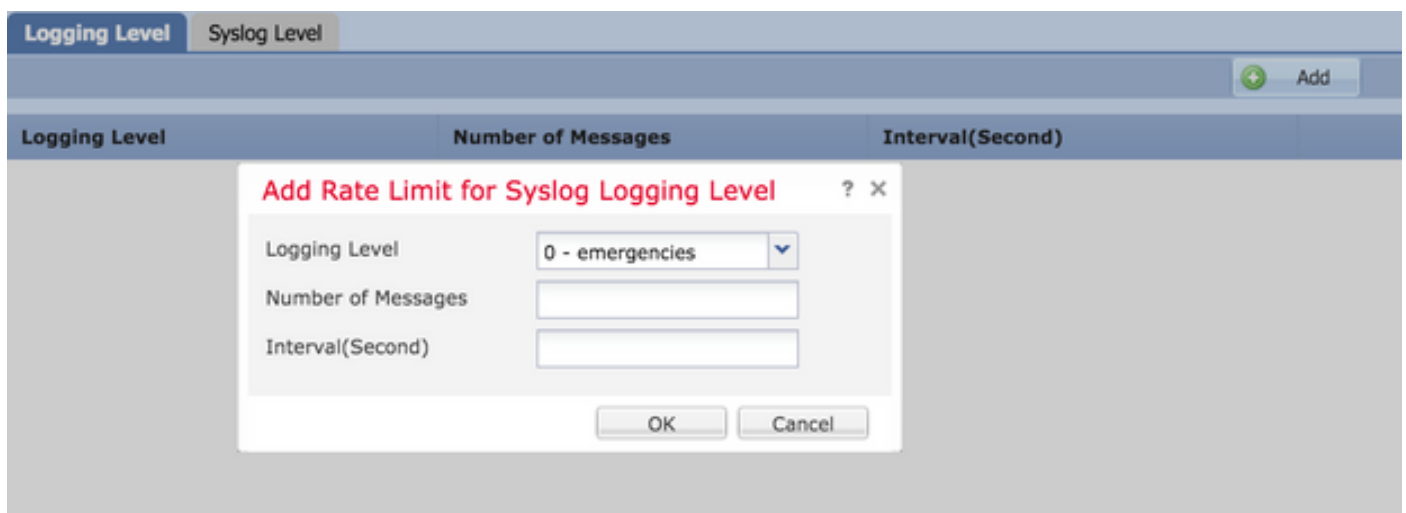 Logging Level Syslog Level
Add
Logging Level Number of Messages Interval(Second)
Add Rate Limit for Syslog Logging Level ? ×
Logging Level 0 - emergencies
Number of Messages
Interval(Second)
OK Cancel